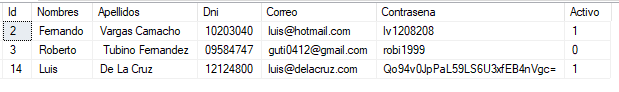 Id Nombres Apellidos Dni Correo Contrasena Activo
2 Fernando Vargas Camacho 10203040 luis@hotmail.com lv1208208 1
3 Roberto Tubino Fernandez 09584747 guti0412@gmail.com robi1999 0
14 Luis De La Cruz 12124800 luis@delacruz.com Qo94v0JpPaL59LS6U3xfEB4nVgc= 1